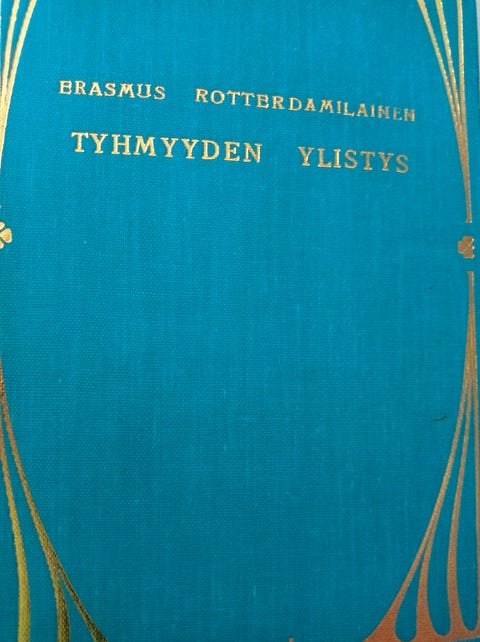 ERASMUS ROTTERDAMILAINEN
TYHMYYDEN YLISTYS